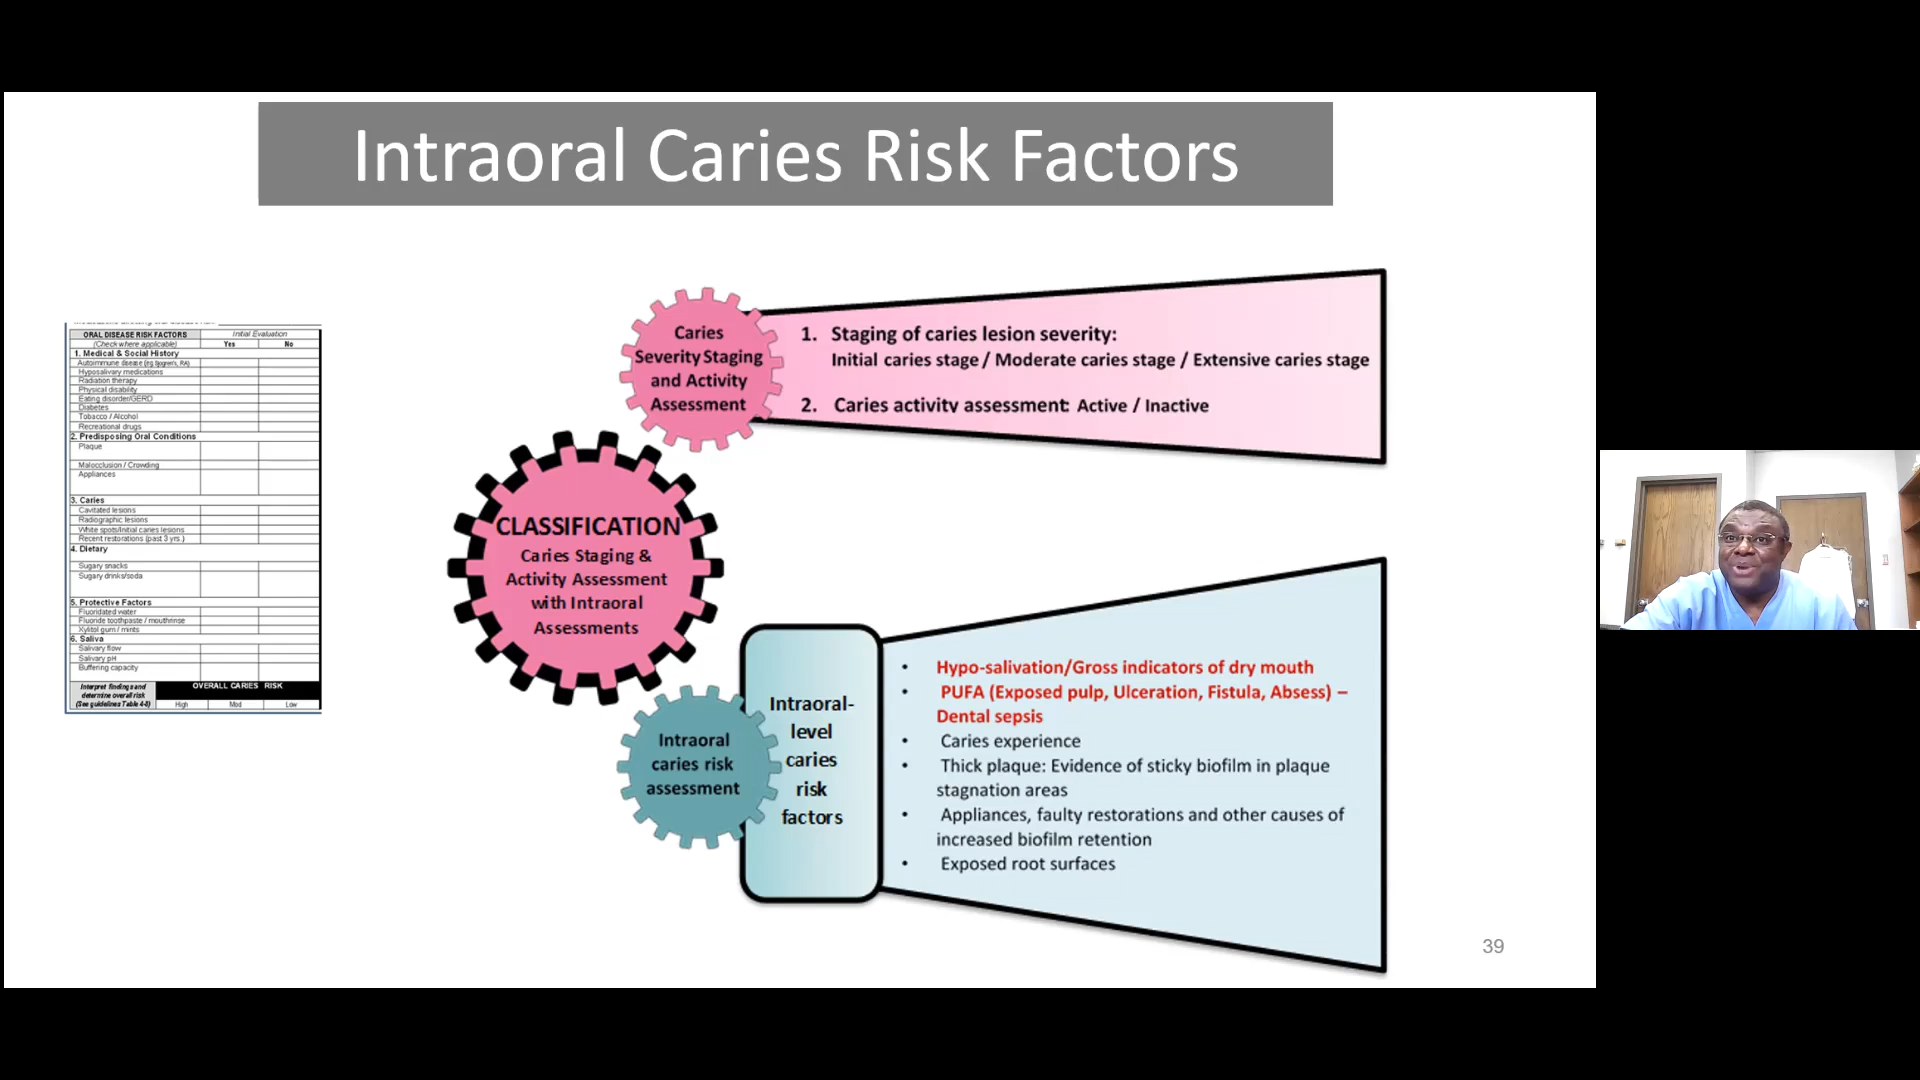 Intraoral Caries Risk Factors
ORAL DISEASE RISK FACTORS
Initial Evaluation
(Check where applicable)
Yes
No
1. Medical & Social History
Autoimmune disease (eg.Sjogren's, RA)
Hyposalivary medications
Radiation therapy
Physical disability
Eating disorder/GERD
Diabetes
Tobacco / Alcohol
Recreational drugs
2. Predisposing Oral Conditions
Plaque
Malocclusion / Crowding
Appliances
3. Caries
Cavitated lesions
Radiographic lesions
White spots/Initial caries lesions
Recent restorations (past 3 yrs.)
4. Dietary
Sugary snacks
Sugary drinks/soda
5. Protective Factors
Fluoridated water
Fluoride toothpaste / mouthrinse
Xylitol gum / mints
6. Saliva
Salivary flow
Salivary pH
Buffering capacity
Interpret findings and
determine overall risk
(See guidelines Table 4-8)
OVERALL CARIES RISK
High
Mod
Low
Caries
Severity Staging
and Activity
Assessment
1. Staging of caries lesion severity:
Initial caries stage / Moderate caries stage / Extensive caries stage
2. Caries activity assessment: Active / Inactive
CLASSIFICATION
Caries Staging &
Activity Assessment
with Intraoral
Assessments
Intraoral
caries risk
assessment
Intraoral-
level
caries
risk
factors
• Hypo-salivation/Gross indicators of dry mouth
• PUFA (Exposed pulp, Ulceration, Fistula, Absess) –
Dental sepsis
• Caries experience
• Thick plaque: Evidence of sticky biofilm in plaque
stagnation areas
• Appliances, faulty restorations and other causes of
increased biofilm retention
• Exposed root surfaces
39